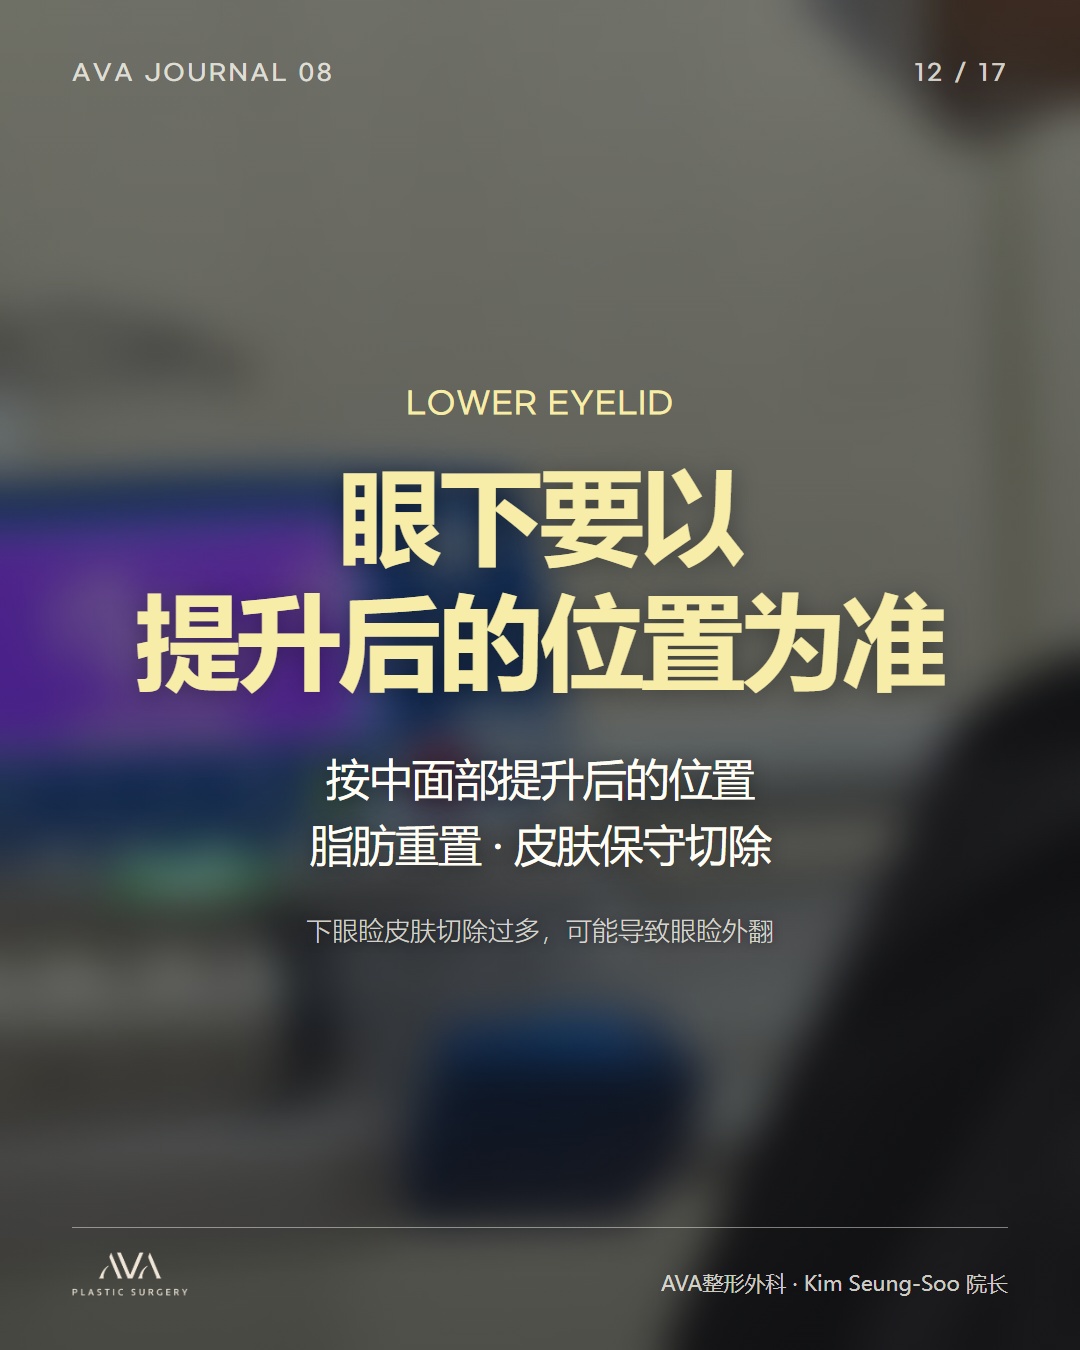 AVA JOURNAL 08
12 / 17
LOWER EYELID
眼下要以
提升后的位置为准
按中面部提升后的位置
脂肪重置 · 皮肤保守切除
下眼睑皮肤切除过多，可能导致眼睑外翻
AVA
PLASTIC SURGERY
AVA整形外科 · Kim Seung-Soo 院长